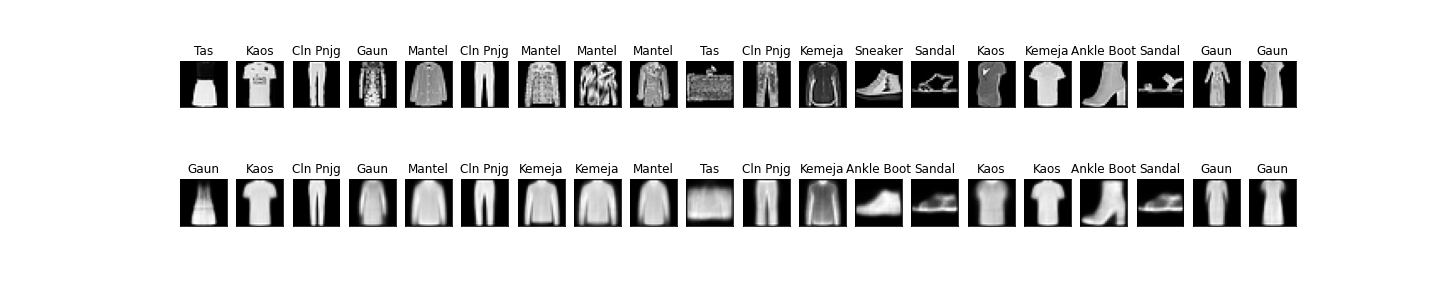 Tas Kaos Cln Pnjg Gaun Mantel Cln Pnjg Mantel Mantel Mantel Tas Cln Pnjg Kemeja Sneaker Sandal Kaos Kemeja Ankle Boot Sandal Gaun Gaun
Gaun Kaos Cln Pnjg Gaun Mantel Cln Pnjg Kemeja Kemeja Mantel Tas Cln Pnjg Kemeja Ankle Boot Sandal Kaos Kaos Ankle Boot Sandal Gaun Gaun